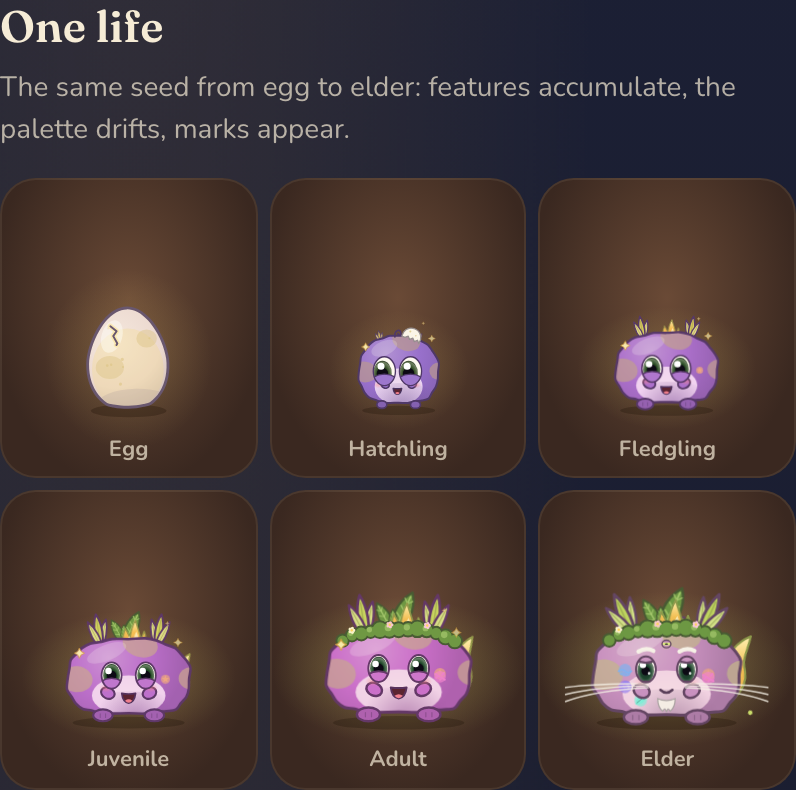 One life
The same seed from egg to elder: features accumulate, the
palette drifts, marks appear.
Egg
Hatchling
Fledgling
Juvenile
Adult
Elder